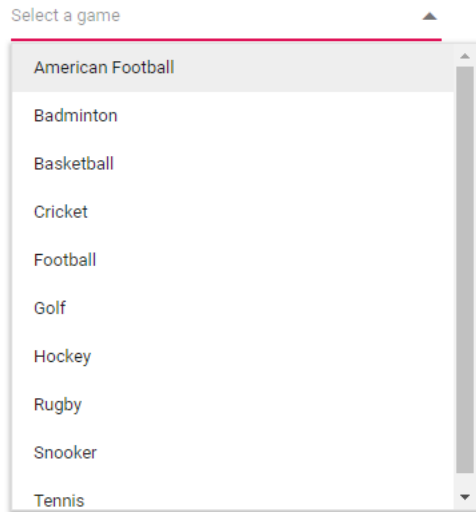 Select a game
American Football
Badminton
Basketball
Cricket
Football
Golf
Hockey
Rugby
Snooker
Tennis